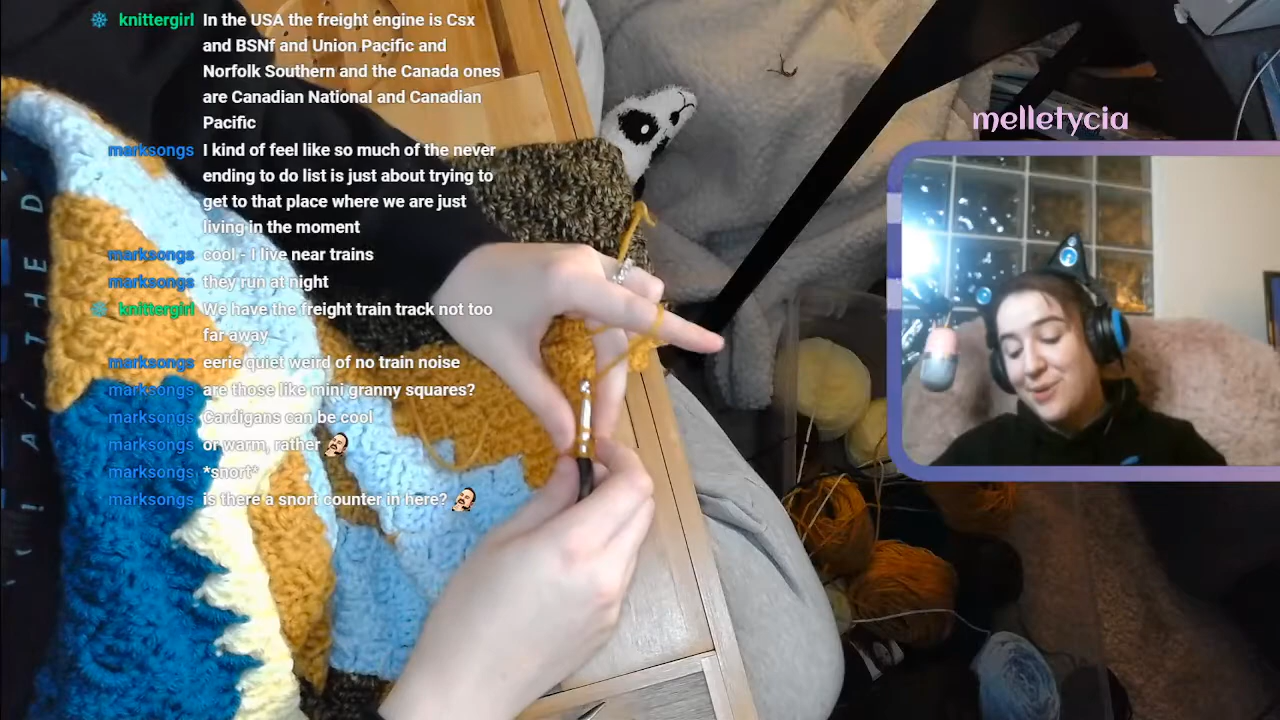 knittergirl In the USA the freight engine is Csx
and BSNf and Union Pacific and
Norfolk Southern and the Canada ones
are Canadian National and Canadian
Pacific
marksongs I kind of feel like so much of the never
ending to do list is just about trying to
get to that place where we are just
living in the moment
marksongs cool - I live near trains
marksongs they run at night
knittergirl We have the freight train track not too
far away
marksongs eerie quiet weird of no train noise
marksongs are those like mini granny squares?
marksongs Cardigans can be cool
marksongs or warm, rather
marksongs *snort*
marksongs is there a snort counter in here?
melletycia
THE D